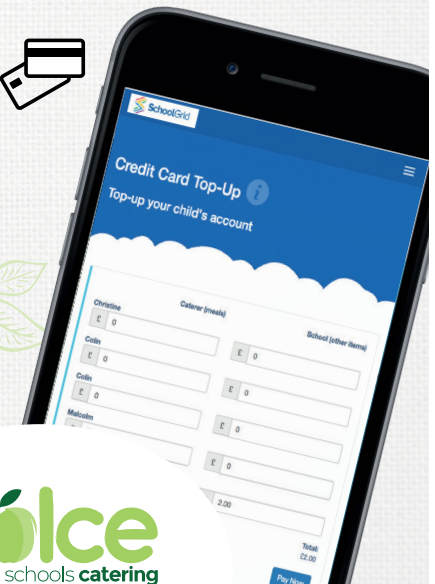 SchoolGrid
Credit Card Top-Up i
Top-up your child's account
Caterer (meals)
School (other items)
Christine
£ 0
£ 0
Colin
£ 0
£ 0
Colin
£ 0
£ 0
Malcolm
£ 0
2.00
Total:
£2.00
Pay Now
olce
schools catering